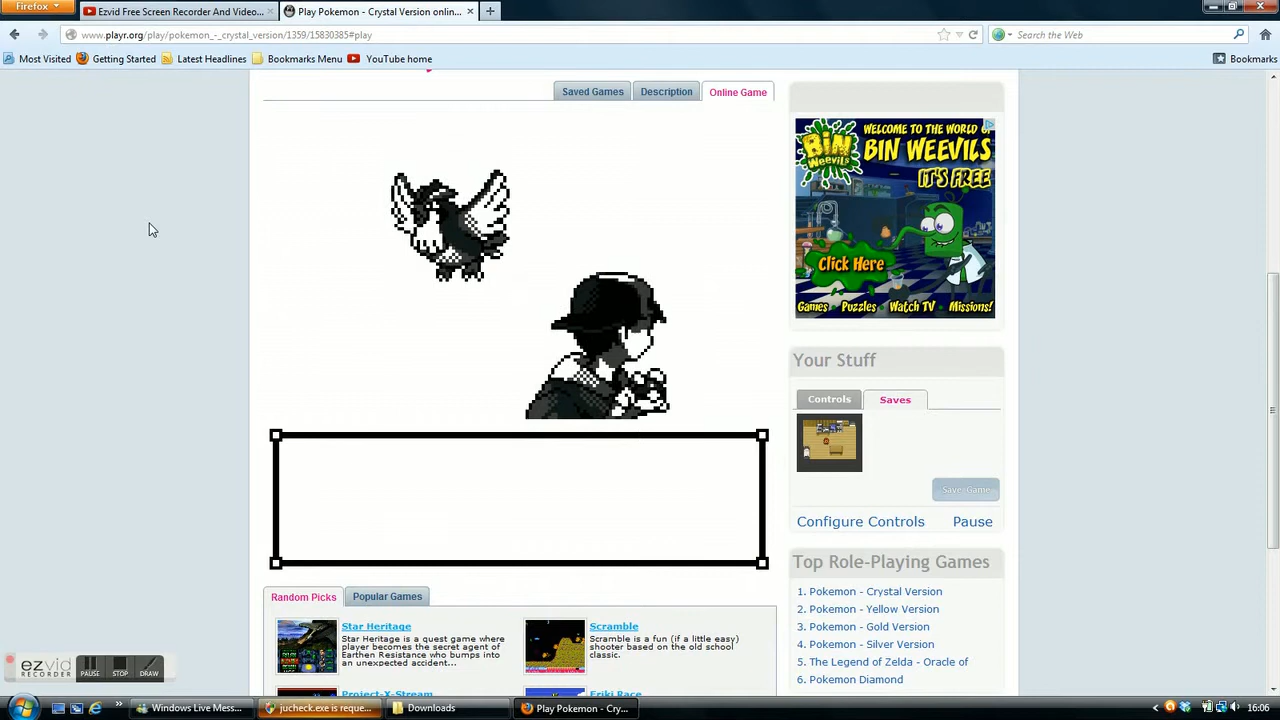 Firefox
Ezvid Free Screen Recorder And Video...
Play Pokemon - Crystal Version onlin...
www.playr.org/play/pokemon_-_crystal_version/1359/15830385#play
Search the Web
Most Visited
Getting Started
Latest Headlines
Bookmarks Menu
YouTube home
Bookmarks
Saved Games
Description
Online Game
WELCOME TO THE WORLD OF
BIN WEEVILS
BIN WEEVILS
IT'S FREE
CLICK HERE
Games * Puzzles * Watch TV * Missions!
Your Stuff
Controls
Saves
Save Game
Configure Controls
Pause
Top Role-Playing Games
1. Pokemon - Crystal Version
2. Pokemon - Yellow Version
3. Pokemon - Gold Version
4. Pokemon - Silver Version
5. The Legend of Zelda - Oracle of
6. Pokemon Diamond
Random Picks
Popular Games
Star Heritage
Star Heritage is a quest game where
player becomes the secret agent of
Earthen Resistance who bumps into
an unexpected accident...
Scramble
Scramble is a fun (if a little easy)
shooter based on the old school
classic.
Project-X-Stream
Eriki Race
ezvid
RECORDER
PAUSE
STOP
DRAW
Windows Live Mess...
jucheck.exe is reque...
Downloads
Play Pokemon - Cry...
16:06